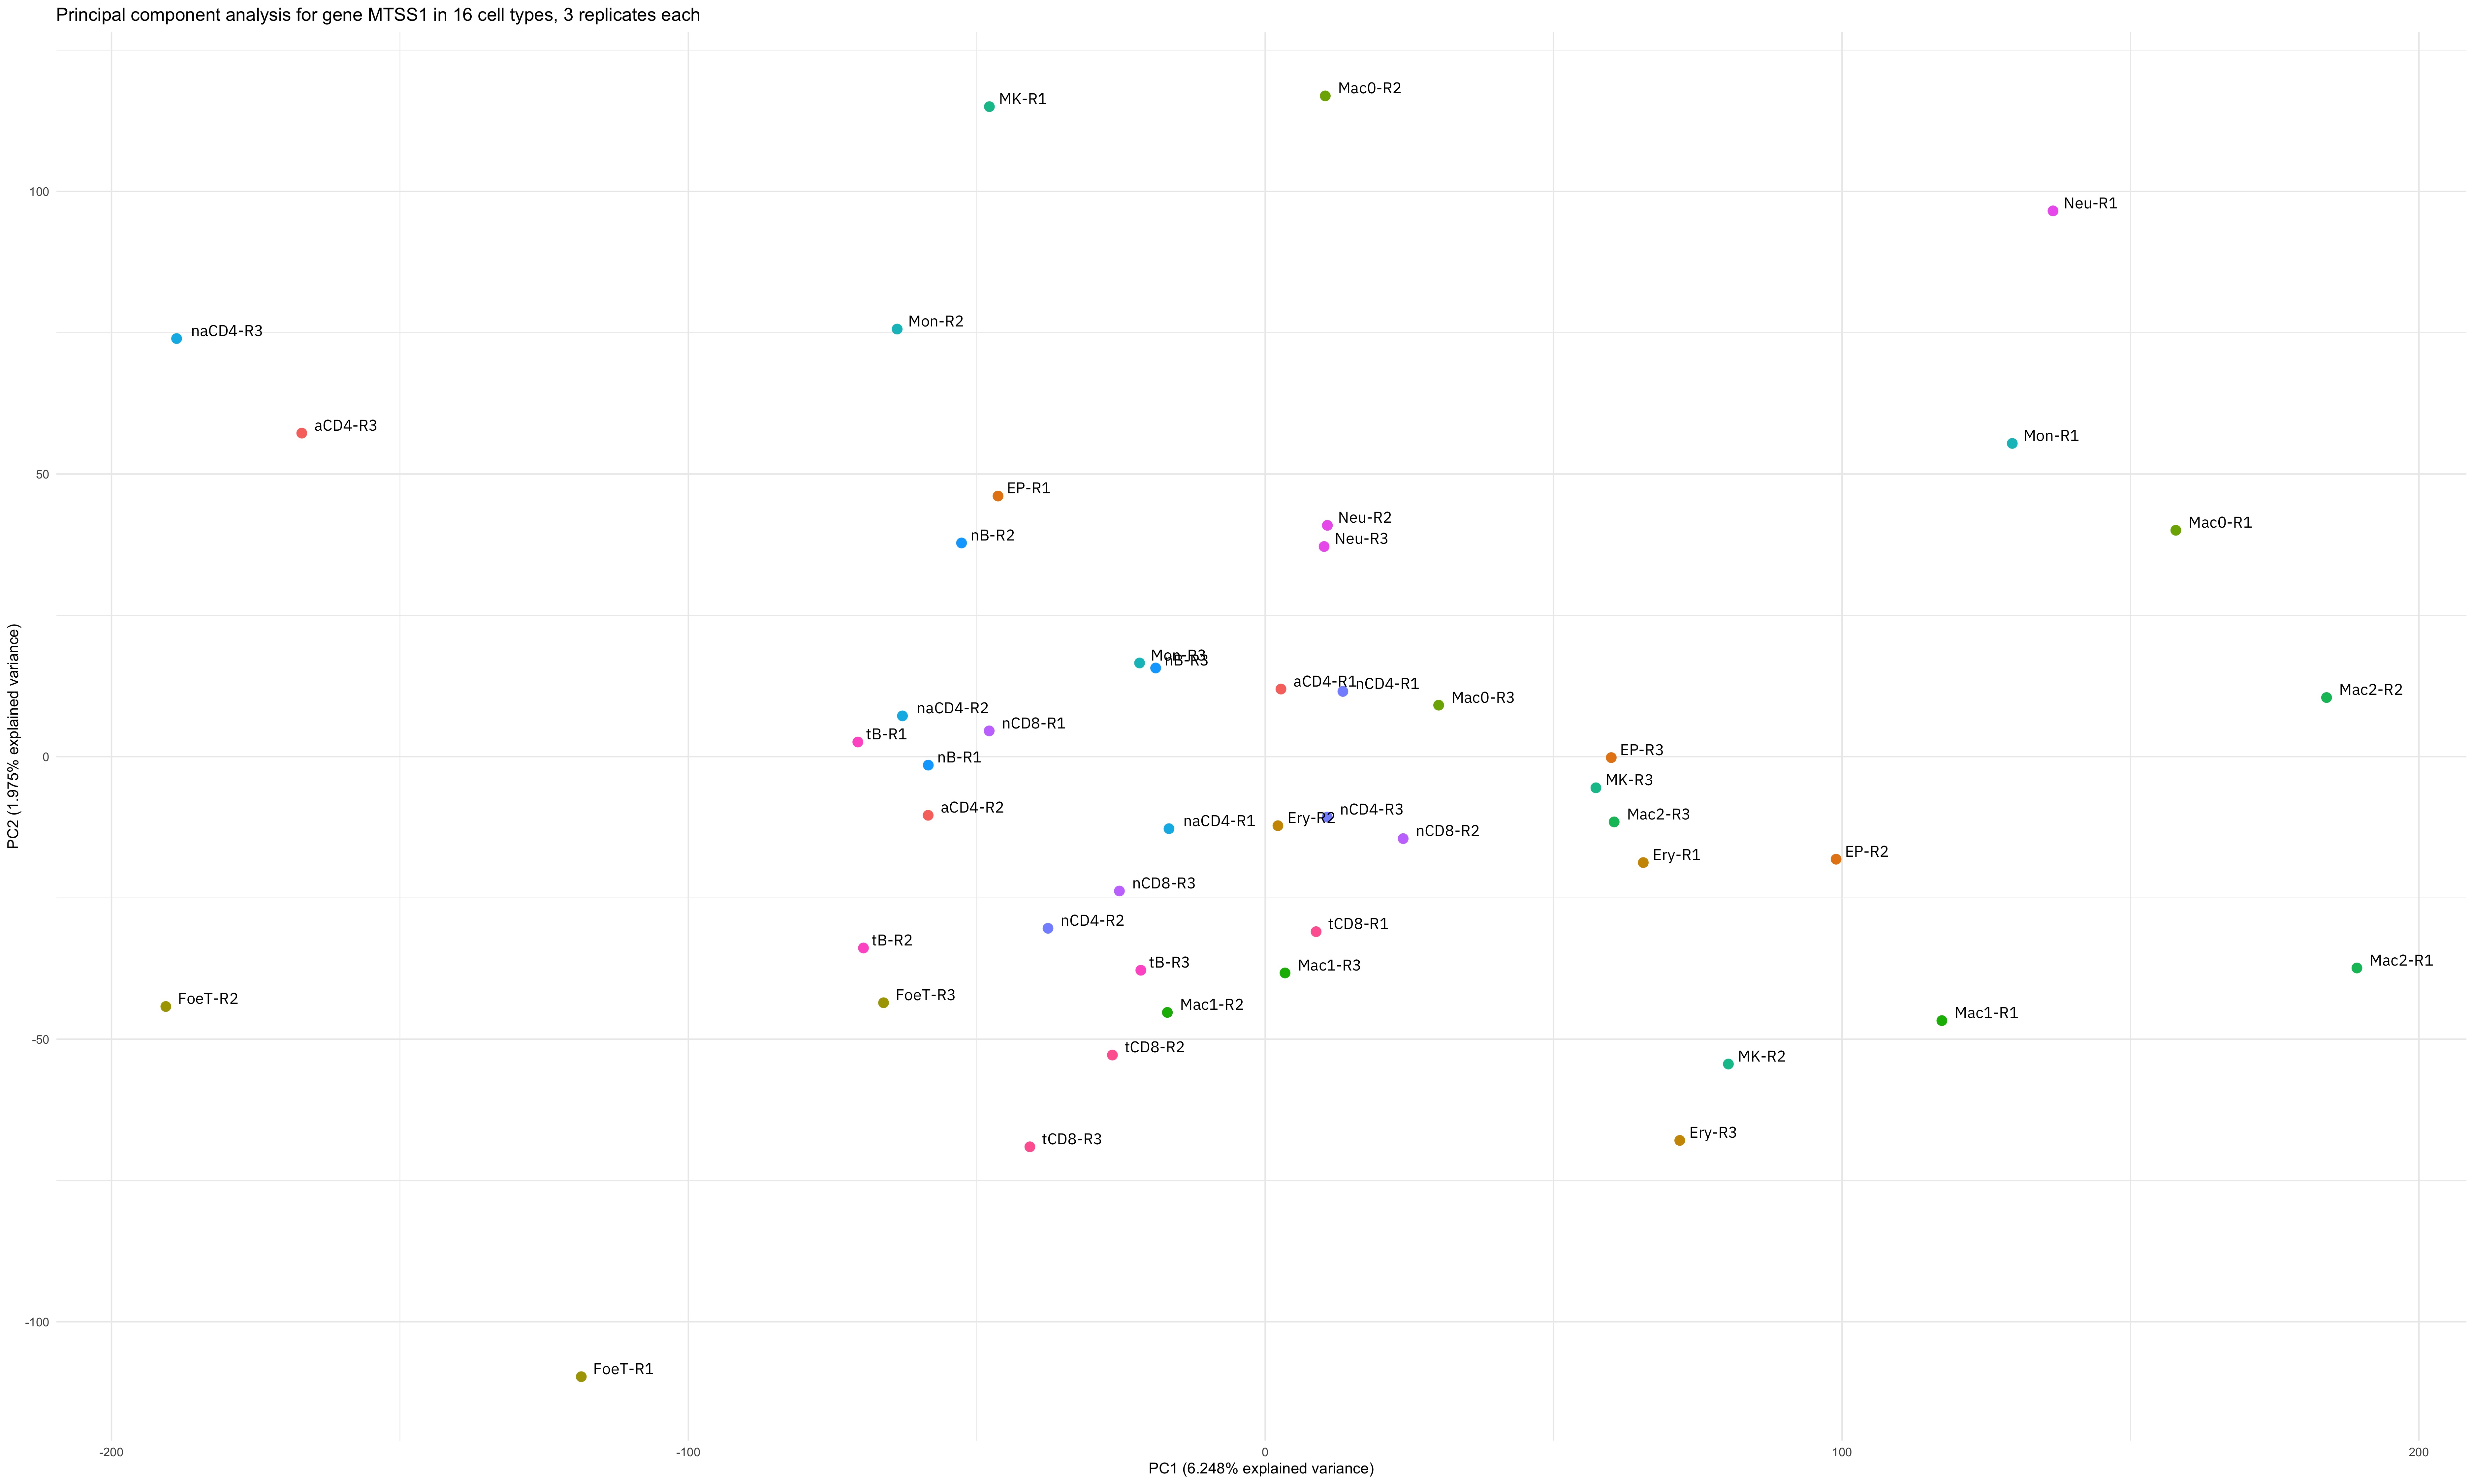 Principal component analysis for gene MTSS1 in 16 cell types, 3 replicates each
Mac0-R2
MK-R1
100
Neu-R1
Mon-R2
naCD4-R3
aCD4-R3
Mon-R1
50
EP-R1
Neu-R2
Mac0-R1
nB-R2
Neu-R3
Mon-R3
nB-R3
aCD4-R1
nCD4-R1
Mac2-R2
Mac0-R3
naCD4-R2
nCD8-R1
tB-R1
0
EP-R3
nB-R1
MK-R3
aCD4-R2
nCD4-R3
Mac2-R3
Ery-R2
naCD4-R1
nCD8-R2
EP-R2
Ery-R1
nCD8-R3
nCD4-R2
tCD8-R1
tB-R2
Mac2-R1
tB-R3
Mac1-R3
FoeT-R3
FoeT-R2
Mac1-R2
Mac1-R1
-50
tCD8-R2
MK-R2
Ery-R3
tCD8-R3
-100
FoeT-R1
-200
-100
0
100
200
PC1 (6.248% explained variance)
PC2 (1.975% explained variance)